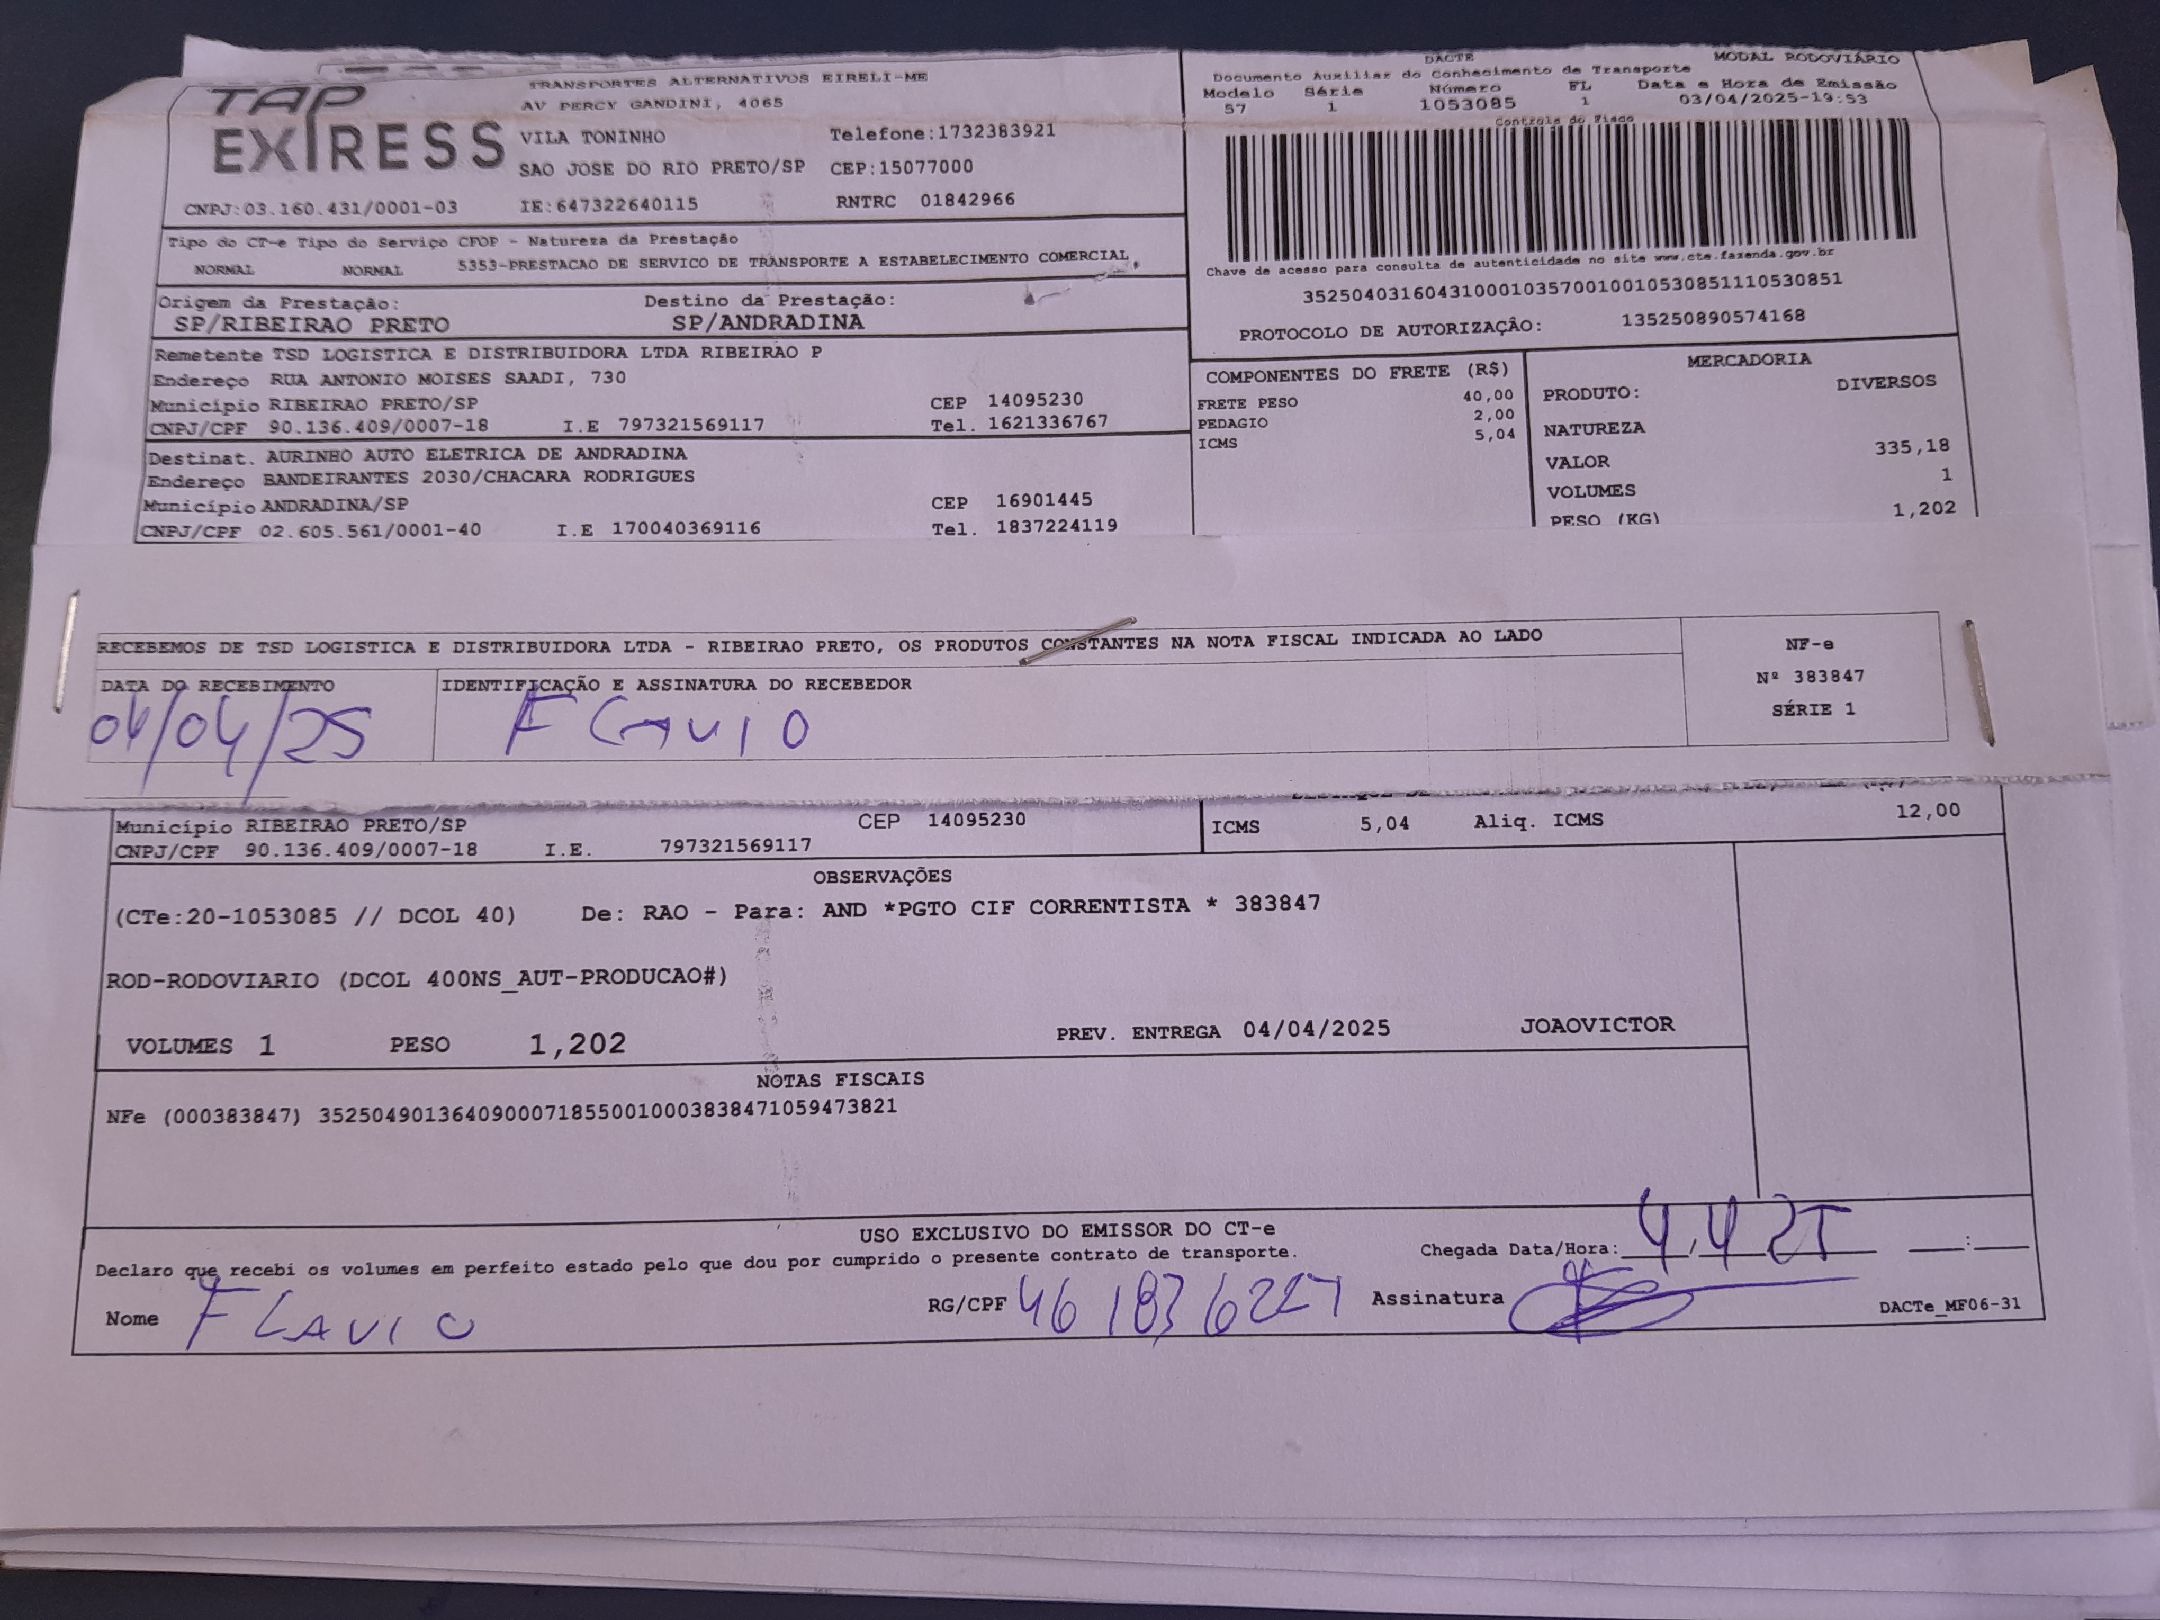 TAP EXPRESS
TRANSPORTES ALTERNATIVOS EIRELI-ME
AV PERCY GANDINI, 4065
VILA TONINHO Telefone:1732383921
SAO JOSE DO RIO PRETO/SP CEP:15077000
CNPJ:03.160.431/0001-03 IE:647322640115 RNTRC 01842966
DACTE MODAL RODOVIÁRIO
Documento Auxiliar do Conhecimento de Transporte
Modelo Série Número FL Data e Hora de Emissão
57 1 1053085 1 03/04/2025-19:53
Controle do Fisco
Chave de acesso para consulta de autenticidade no site www.cte.fazenda.gov.br
35250403160431000103570010010530851110530851
PROTOCOLO DE AUTORIZAÇÃO: 135250890574168
Tipo do CT-e Tipo do Serviço CFOP - Natureza da Prestação
NORMAL NORMAL 5353-PRESTACAO DE SERVICO DE TRANSPORTE A ESTABELECIMENTO COMERCIAL,
Origem da Prestação: Destino da Prestação:
SP/RIBEIRAO PRETO SP/ANDRADINA
Remetente TSD LOGISTICA E DISTRIBUIDORA LTDA RIBEIRAO P
Endereço RUA ANTONIO MOISES SAADI, 730
Município RIBEIRAO PRETO/SP CEP 14095230
CNPJ/CPF 90.136.409/0007-18 I.E 797321569117 Tel. 1621336767
Destinat. AURINHO AUTO ELETRICA DE ANDRADINA
Endereço BANDEIRANTES 2030/CHACARA RODRIGUES
Município ANDRADINA/SP CEP 16901445
CNPJ/CPF 02.605.561/0001-40 I.E 170040369116 Tel. 1837224119
COMPONENTES DO FRETE (R$)
FRETE PESO 40,00
PEDAGIO 2,00
ICMS 5,04
MERCADORIA
PRODUTO: DIVERSOS
NATUREZA
VALOR 335,18
VOLUMES 1
PESO (KG) 1,202
RECEBEMOS DE TSD LOGISTICA E DISTRIBUIDORA LTDA - RIBEIRAO PRETO, OS PRODUTOS CONSTANTES NA NOTA FISCAL INDICADA AO LADO
DATA DO RECEBIMENTO IDENTIFICAÇÃO E ASSINATURA DO RECEBEDOR
04/04/25 FLAVIO
NF-e
Nº 383847
SÉRIE 1
Município RIBEIRAO PRETO/SP CEP 14095230
CNPJ/CPF 90.136.409/0007-18 I.E. 797321569117
ICMS 5,04 Aliq. ICMS 12,00
OBSERVAÇÕES
(CTe:20-1053085 // DCOL 40) De: RAO - Para: AND *PGTO CIF CORRENTISTA * 383847
ROD-RODOVIARIO (DCOL 400NS_AUT-PRODUCAO#)
VOLUMES 1 PESO 1,202 PREV. ENTREGA 04/04/2025 JOAOVICTOR
NOTAS FISCAIS
NFe (000383847) 35250490136409000718550010003838471059473821
USO EXCLUSIVO DO EMISSOR DO CT-e
Declaro que recebi os volumes em perfeito estado pelo que dou por cumprido o presente contrato de transporte.
Chegada Data/Hora: 4/4 25 :
Nome FLAVIO RG/CPF Assinatura
DACTe_MF06-31